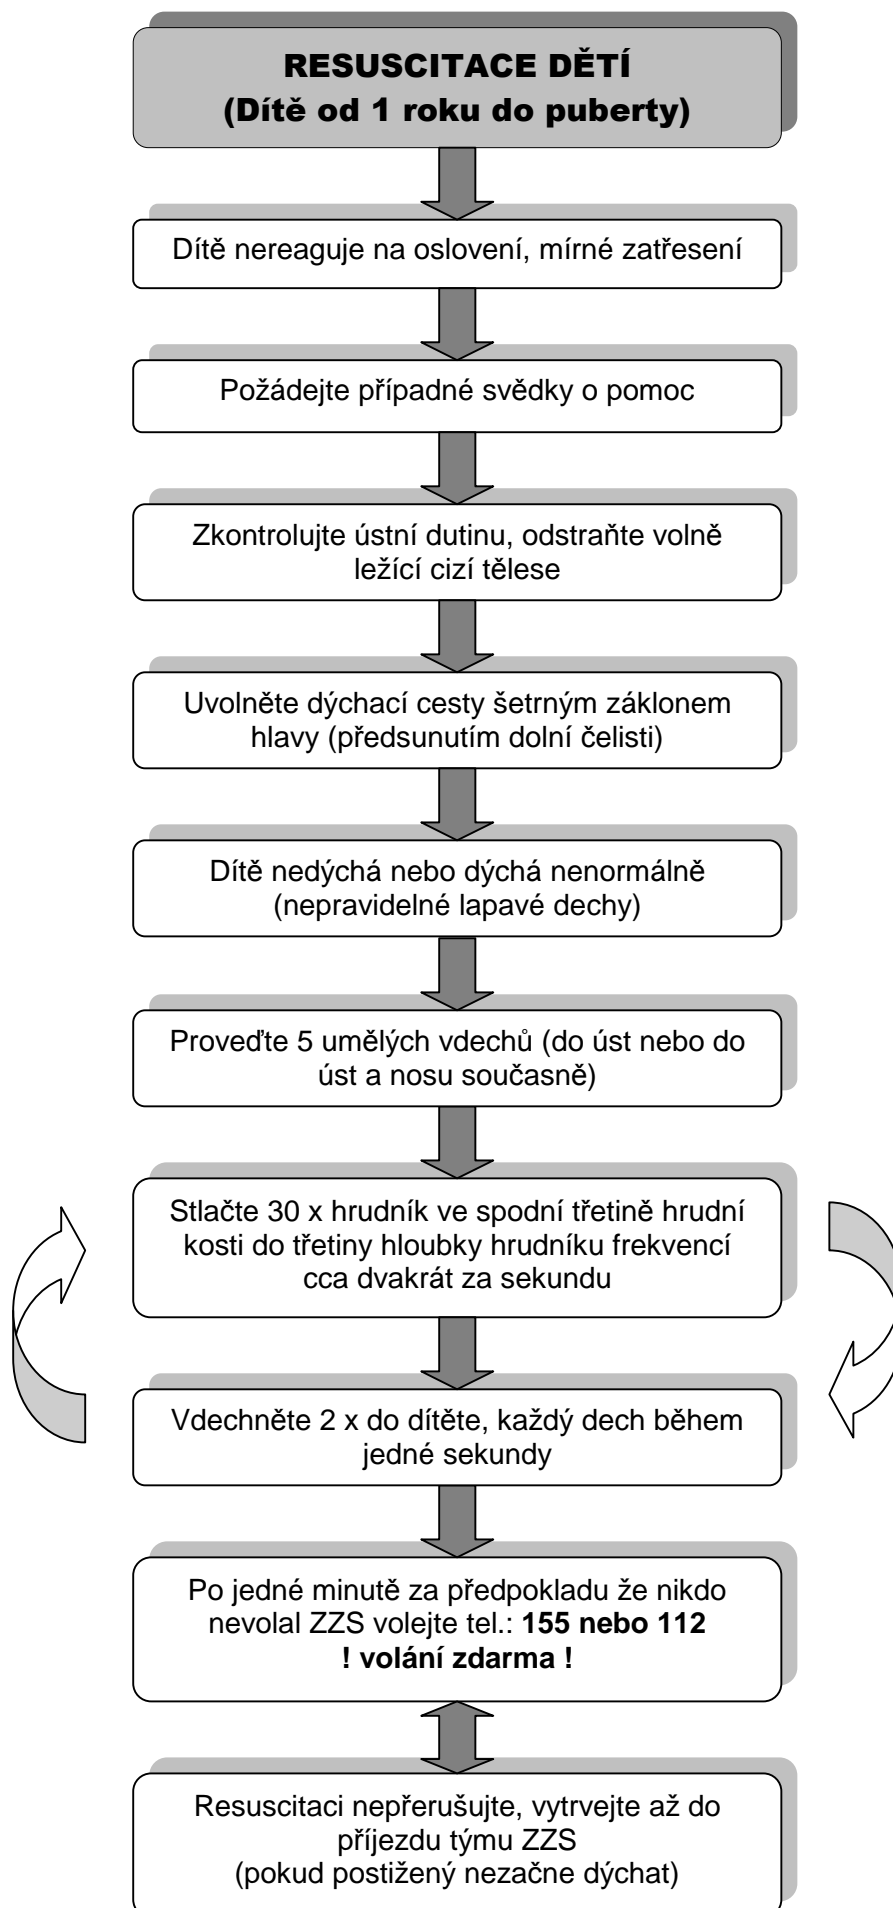 RESUSCITACE DĚTÍ
(Dítě od 1 roku do puberty)
Dítě nereaguje na oslovení, mírné zatřesení
Požádejte případné svědky o pomoc
Zkontrolujte ústní dutinu, odstraňte volně
ležící cizí tělese
Uvolněte dýchací cesty šetrným záklonem
hlavy (předsunutím dolní čelisti)
Dítě nedýchá nebo dýchá nenormálně
(nepravidelné lapavé dechy)
Proveďte 5 umělých vdechů (do úst nebo do
úst a nosu současně)
Stlačte 30 x hrudník ve spodní třetině hrudní
kosti do třetiny hloubky hrudníku frekvencí
cca dvakrát za sekundu
Vdechněte 2 x do dítěte, každý dech během
jedné sekundy
Po jedné minutě za předpokladu že nikdo
nevolal ZZS volejte tel.: 155 nebo 112
! volání zdarma !
Resuscitaci nepřerušujte, vytrvejte až do
příjezdu týmu ZZS
(pokud postižený nezačne dýchat)